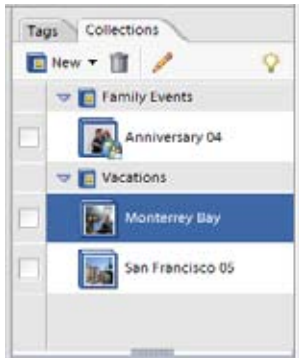 Tags Collections
New
Family Events
Anniversary 04
Vacations
Monterrey Bay
San Francisco 05